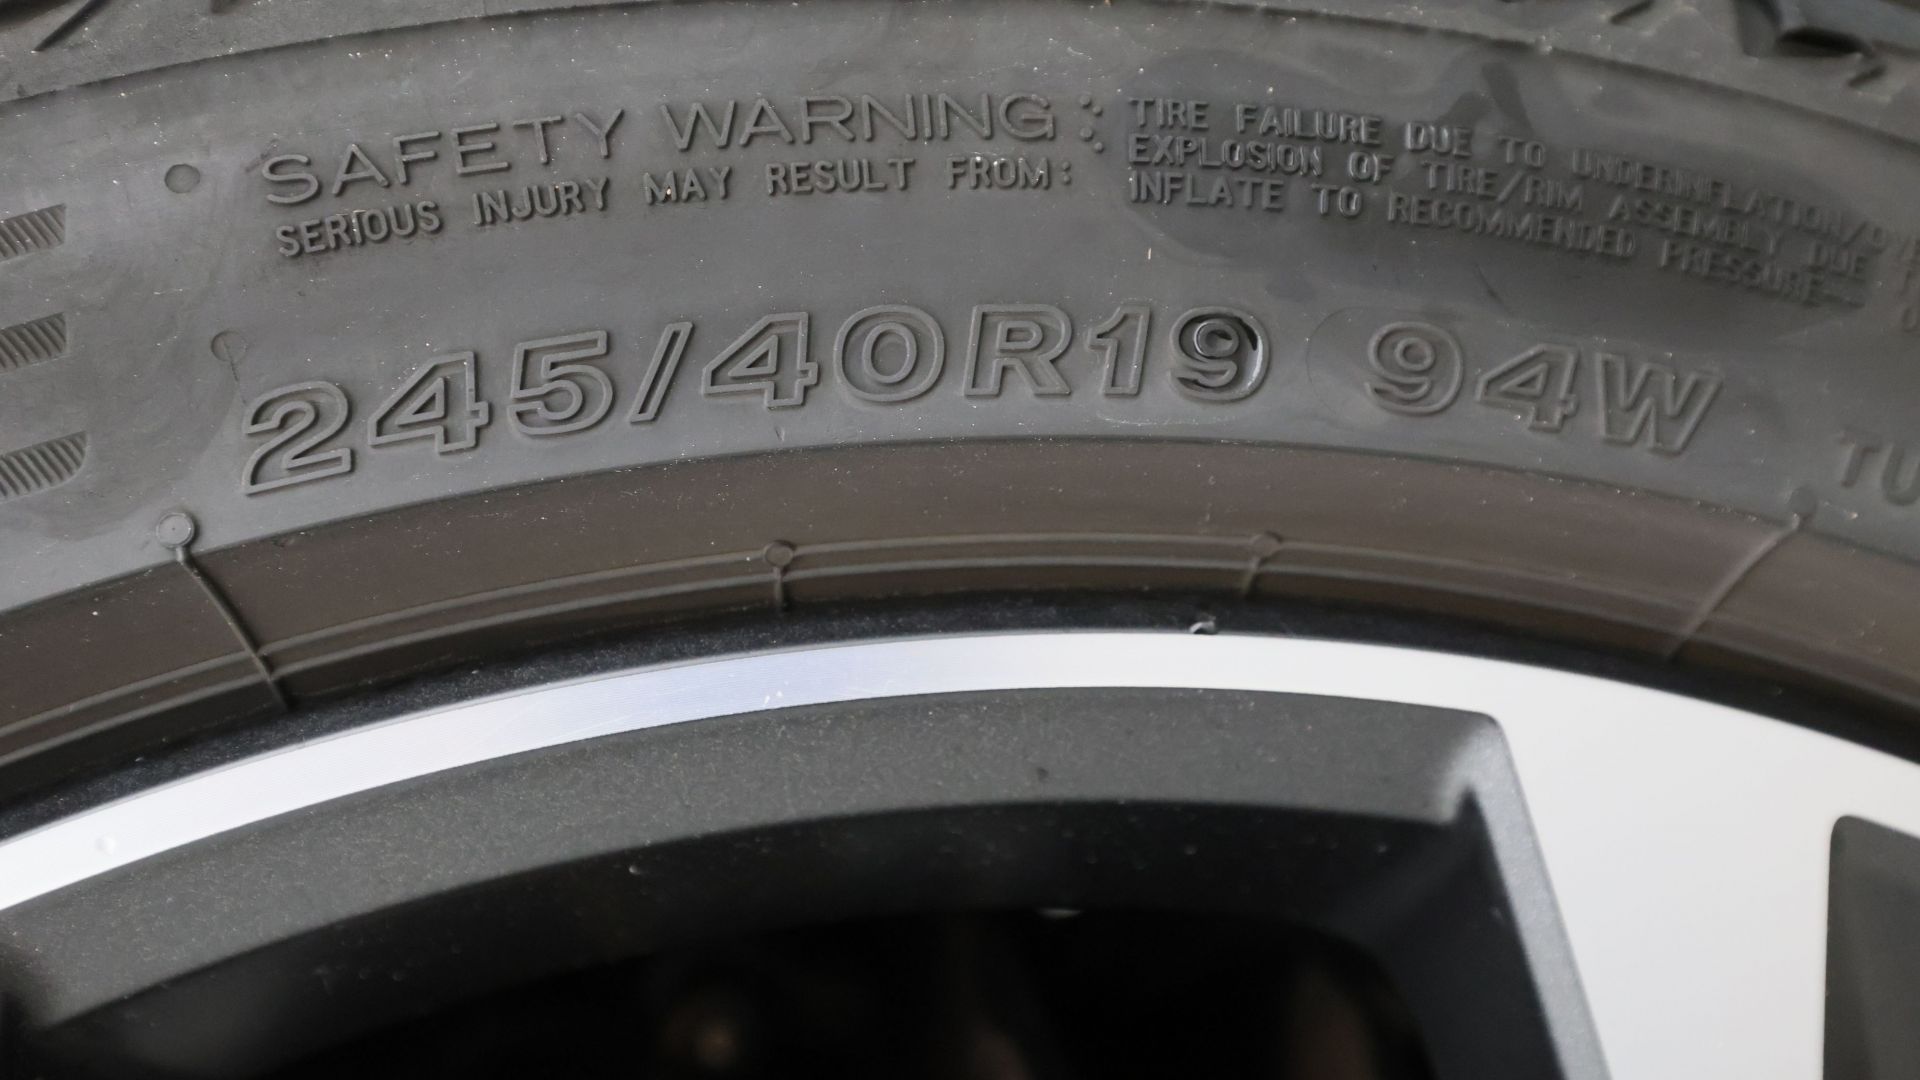 SAFETY WARNING:
SERIOUS INJURY MAY RESULT FROM:
TIRE FAILURE DUE TO UNDERINFLATION/
EXPLOSION OF TIRE/RIM ASSEMBLY DUE
INFLATE TO RECOMMENDED PRESSURE
245/40R19 94W
TU